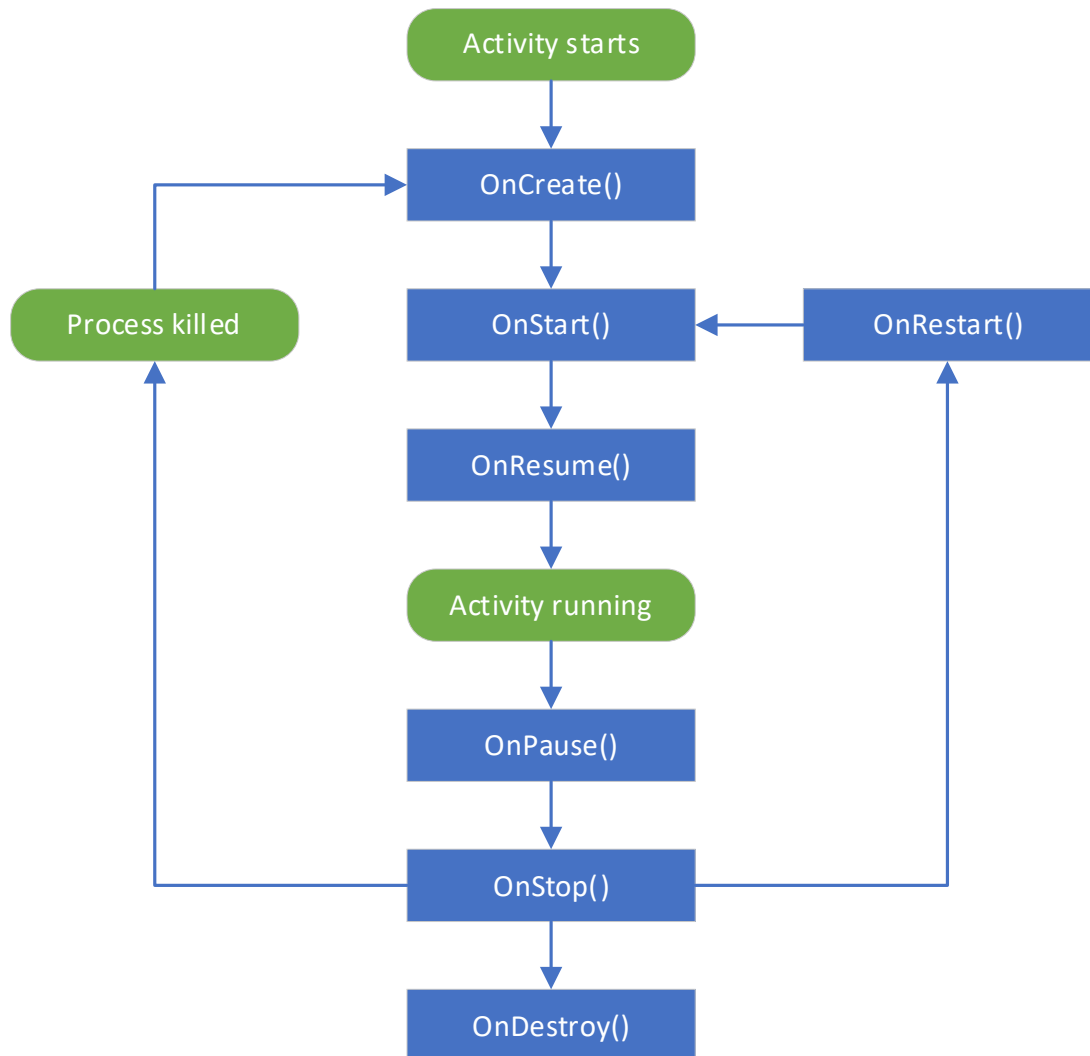 Activity starts
OnCreate()
Process killed
OnStart()
OnRestart()
OnResume()
Activity running
OnPause()
OnStop()
OnDestroy()